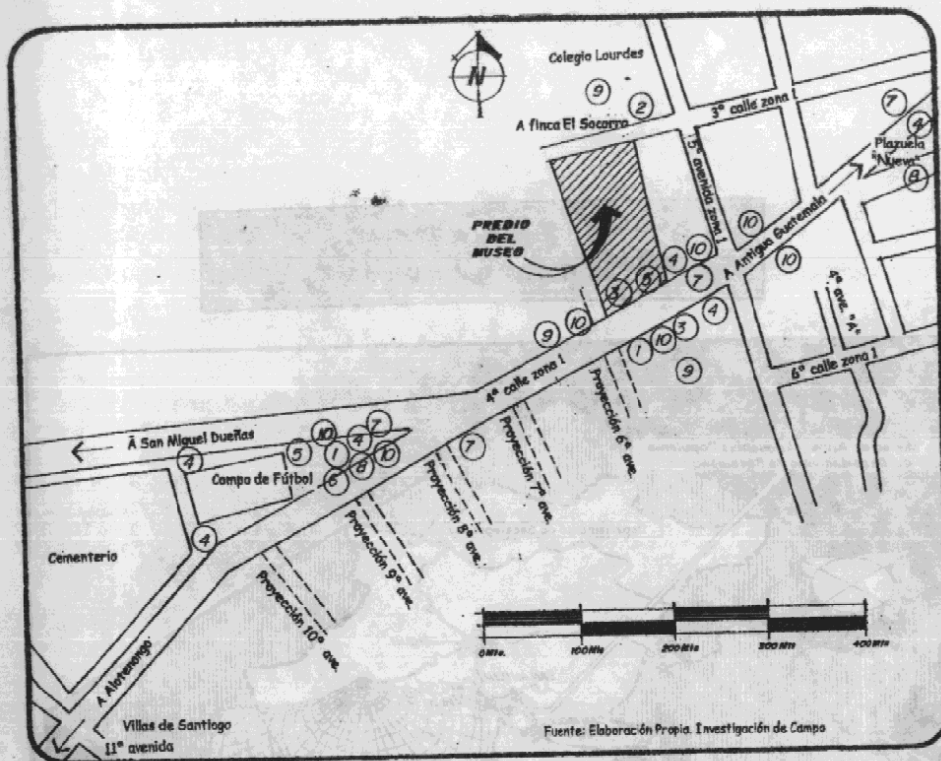 Colegio Lourdes
N
9
2
3ª calle zona 1
7
4
A finca El Socorro
Plazuela
"Nueva"
8
5ª avenida zona 1
PREDIO
DEL
MUSEO
10
A Antigua Guatemala
10
4
10
5
3
7
4ª ave. "A"
9
10
4
3
10
1
9
6ª calle zona 1
4ª calle zona 1
Proyección 6ª ave.
A San Miguel Dueñas
10
7
4
5
1
10
8
6
7
4
Campo de Fútbol
Proyección 7ª ave.
Proyección 8ª ave.
Proyección 9ª ave.
4
Cementerio
Proyección 10ª ave.
0 Mts.
100 Mts
200 Mts
300 Mts
400 Mts
A Alotenango
Villas de Santiago
11ª avenida
Fuente: Elaboración Propia. Investigación de Campo